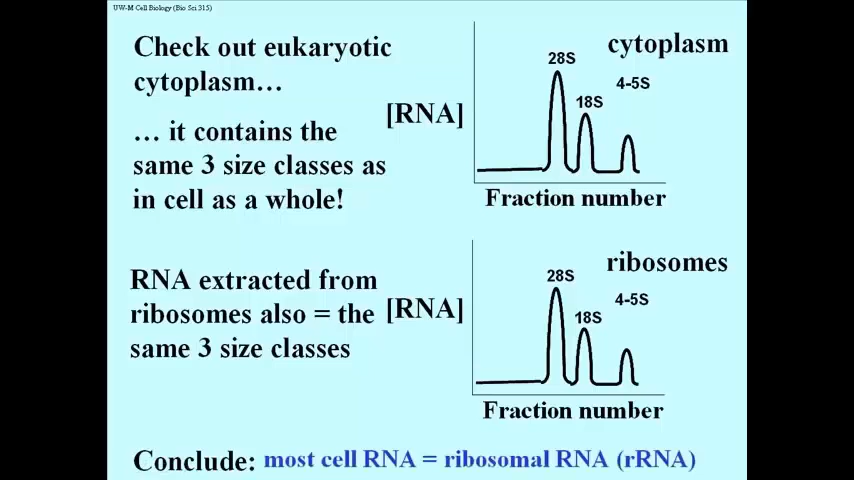 UW-M Cell Biology (Bio Sci 315)
Check out eukaryotic
cytoplasm…
… it contains the
same 3 size classes as
in cell as a whole!
[RNA]
cytoplasm
28S
18S
4-5S
Fraction number
RNA extracted from
ribosomes also = the
same 3 size classes
[RNA]
ribosomes
28S
18S
4-5S
Fraction number
Conclude: most cell RNA = ribosomal RNA (rRNA)